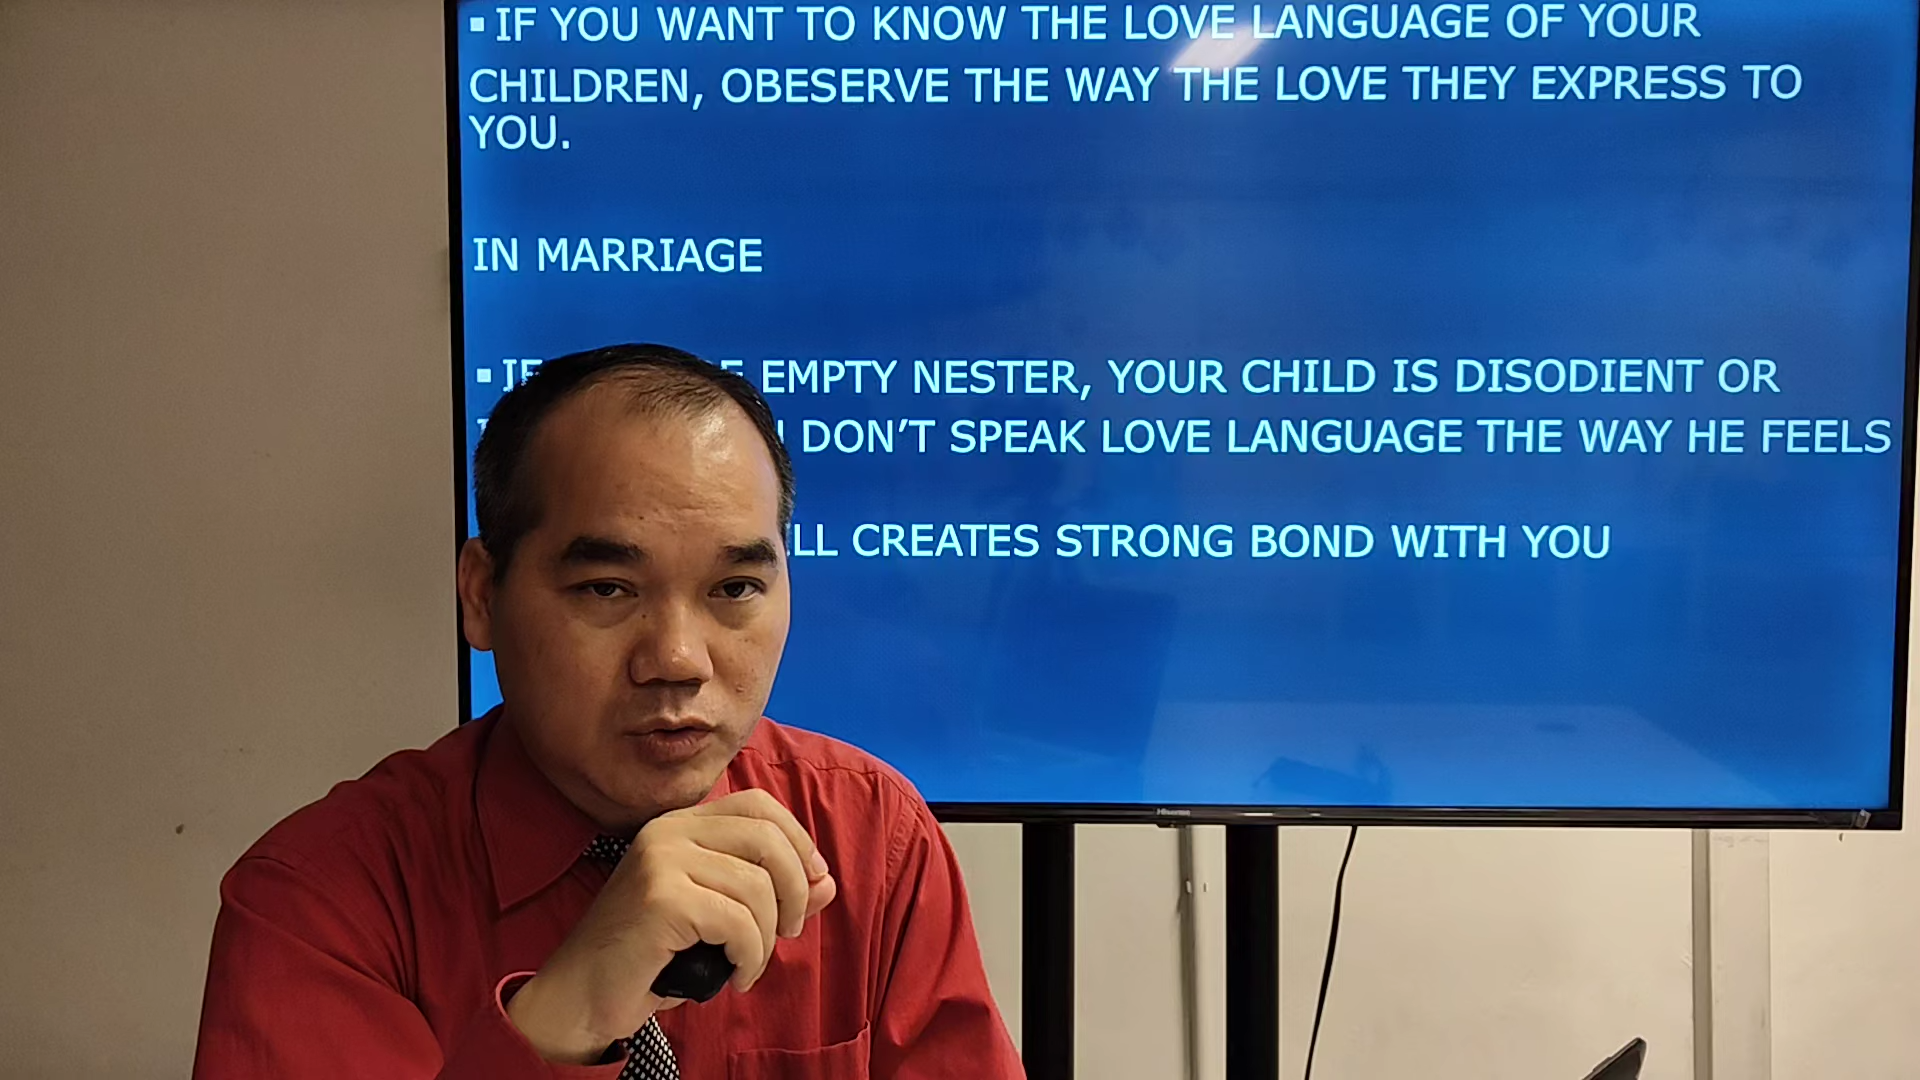 ▪ IF YOU WANT TO KNOW THE LOVE LANGUAGE OF YOUR
CHILDREN, OBESERVE THE WAY THE LOVE THEY EXPRESS TO
YOU.
IN MARRIAGE
▪ EMPTY NESTER, YOUR CHILD IS DISODIENT OR
DON'T SPEAK LOVE LANGUAGE THE WAY HE FEELS
CREATES STRONG BOND WITH YOU
Hisense